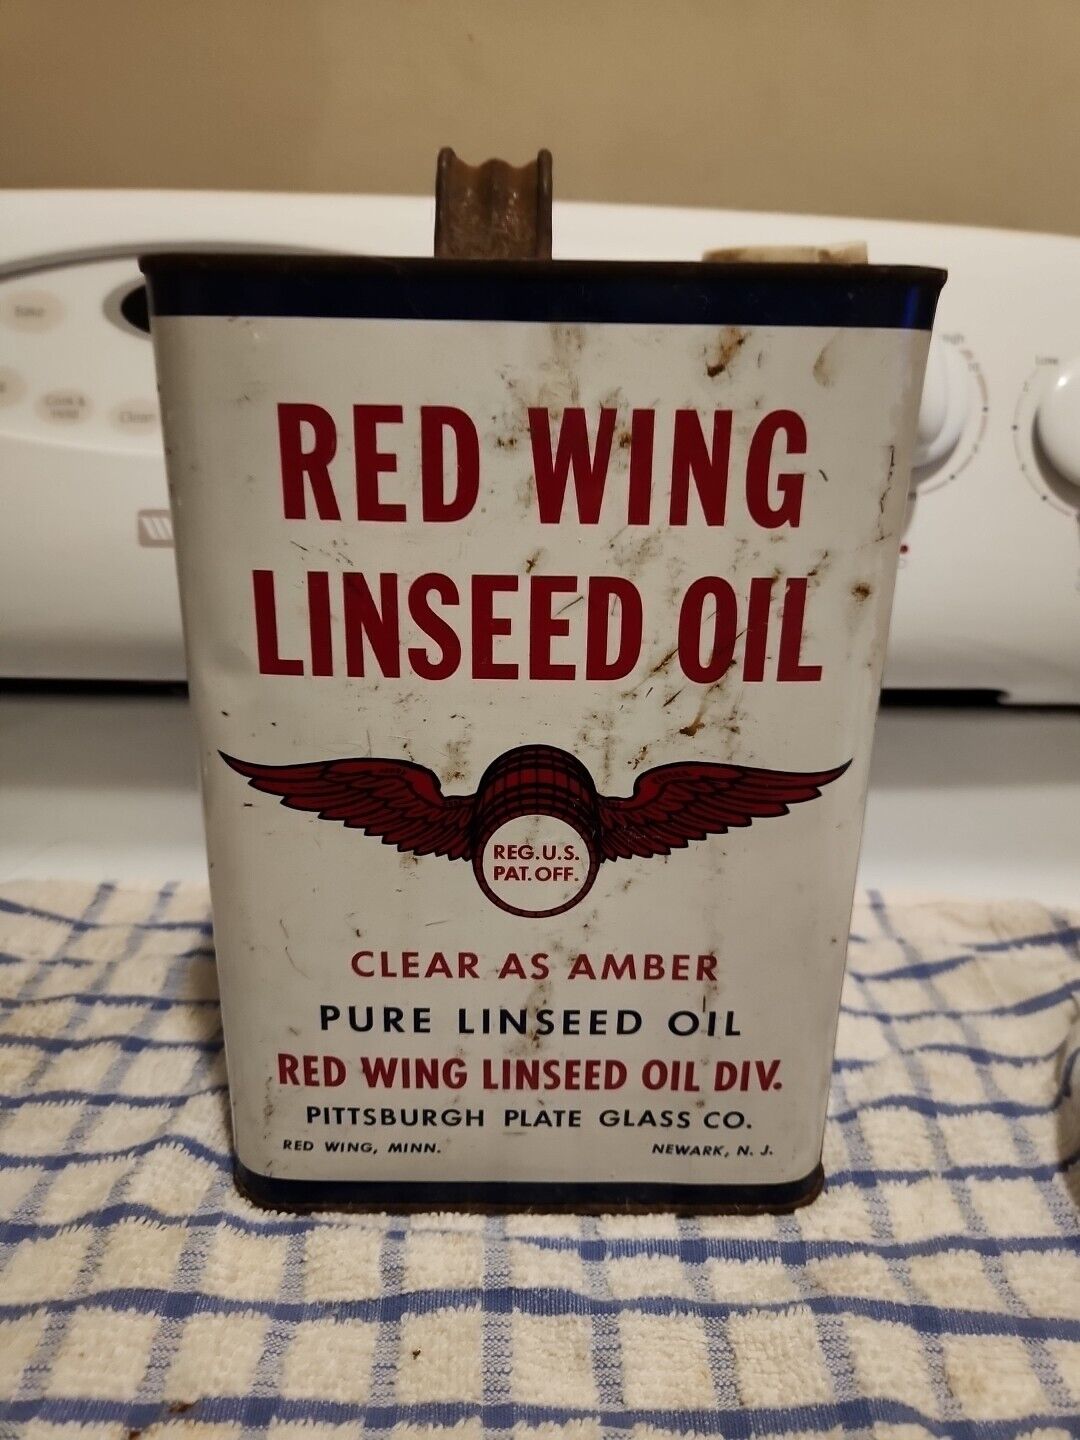 RED WING
LINSEED OIL
REG.U.S.
PAT.OFF.
CLEAR AS AMBER
PURE LINSEED OIL
RED WING LINSEED OIL DIV.
PITTSBURGH PLATE GLASS CO.
RED WING, MINN. NEWARK, N. J.
Low